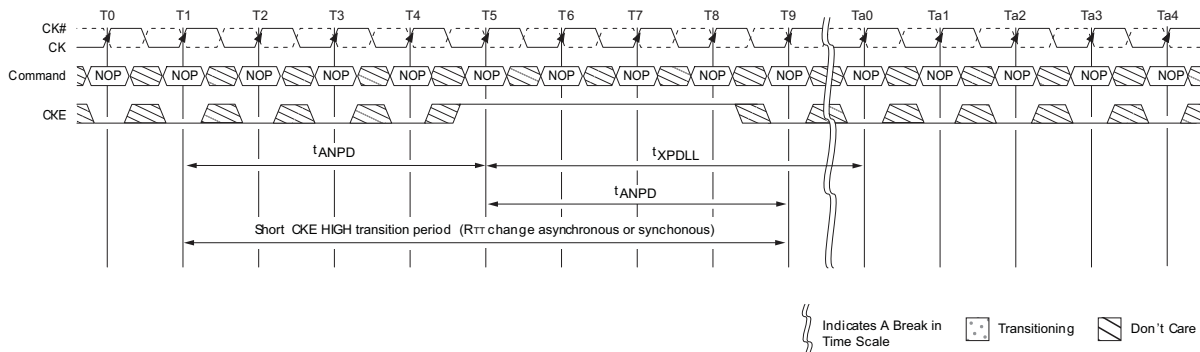 T0 T1 T2 T3 T4 T5 T6 T7 T8 T9 Ta0 Ta1 Ta2 Ta3 Ta4
CK#
CK
Command NOP NOP NOP NOP NOP NOP NOP NOP NOP NOP NOP NOP NOP NOP NOP
CKE
tANPD tXPDLL
tANPD
Short CKE HIGH transition period (RTT change asynchronous or synchonous)
Indicates A Break in
Time Scale
Transitioning
Don't Care